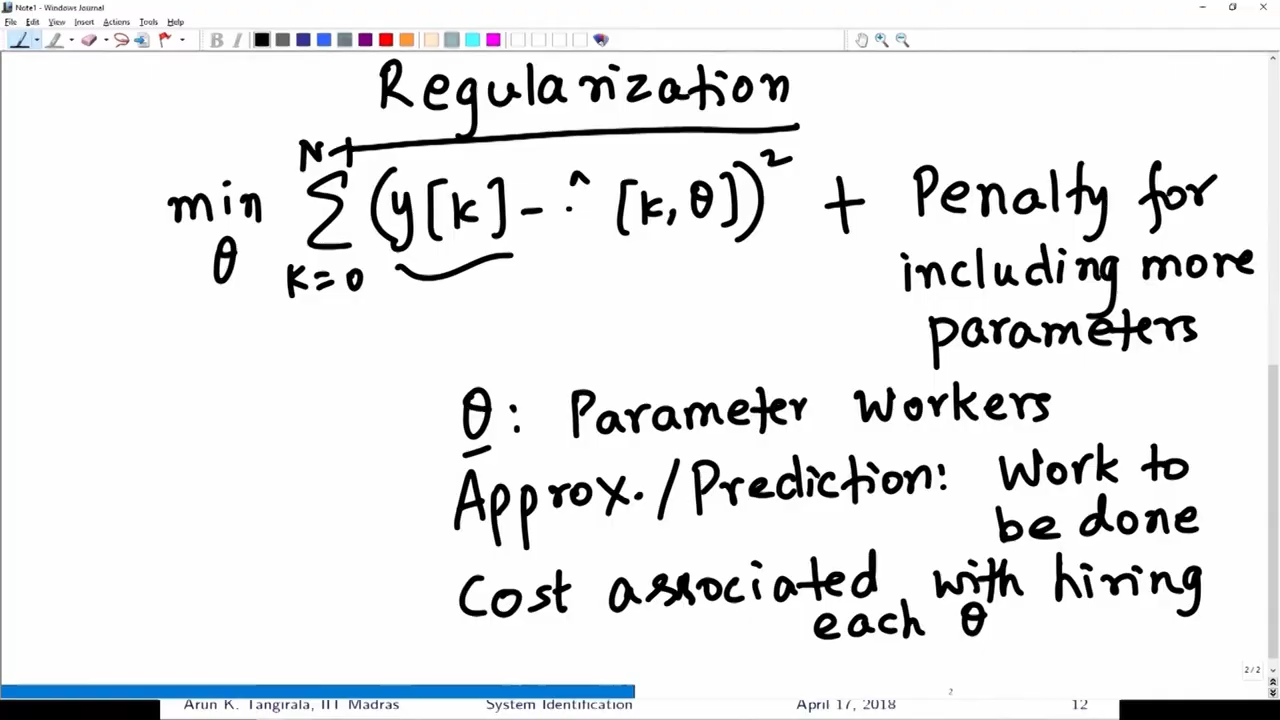 Note1 - Windows Journal
File Edit View Insert Actions Tools Help
Regularization
min θ N-1 Σ k=0 (y[k] - ^ [k, θ])² + Penalty for
including more
parameters
θ: Parameter Workers
Approx. / Prediction: Work to
be done
Cost associated with hiring
each θ
2/2
2
Arun K. Tangirala, IIT Madras System Identification April 17, 2018 12